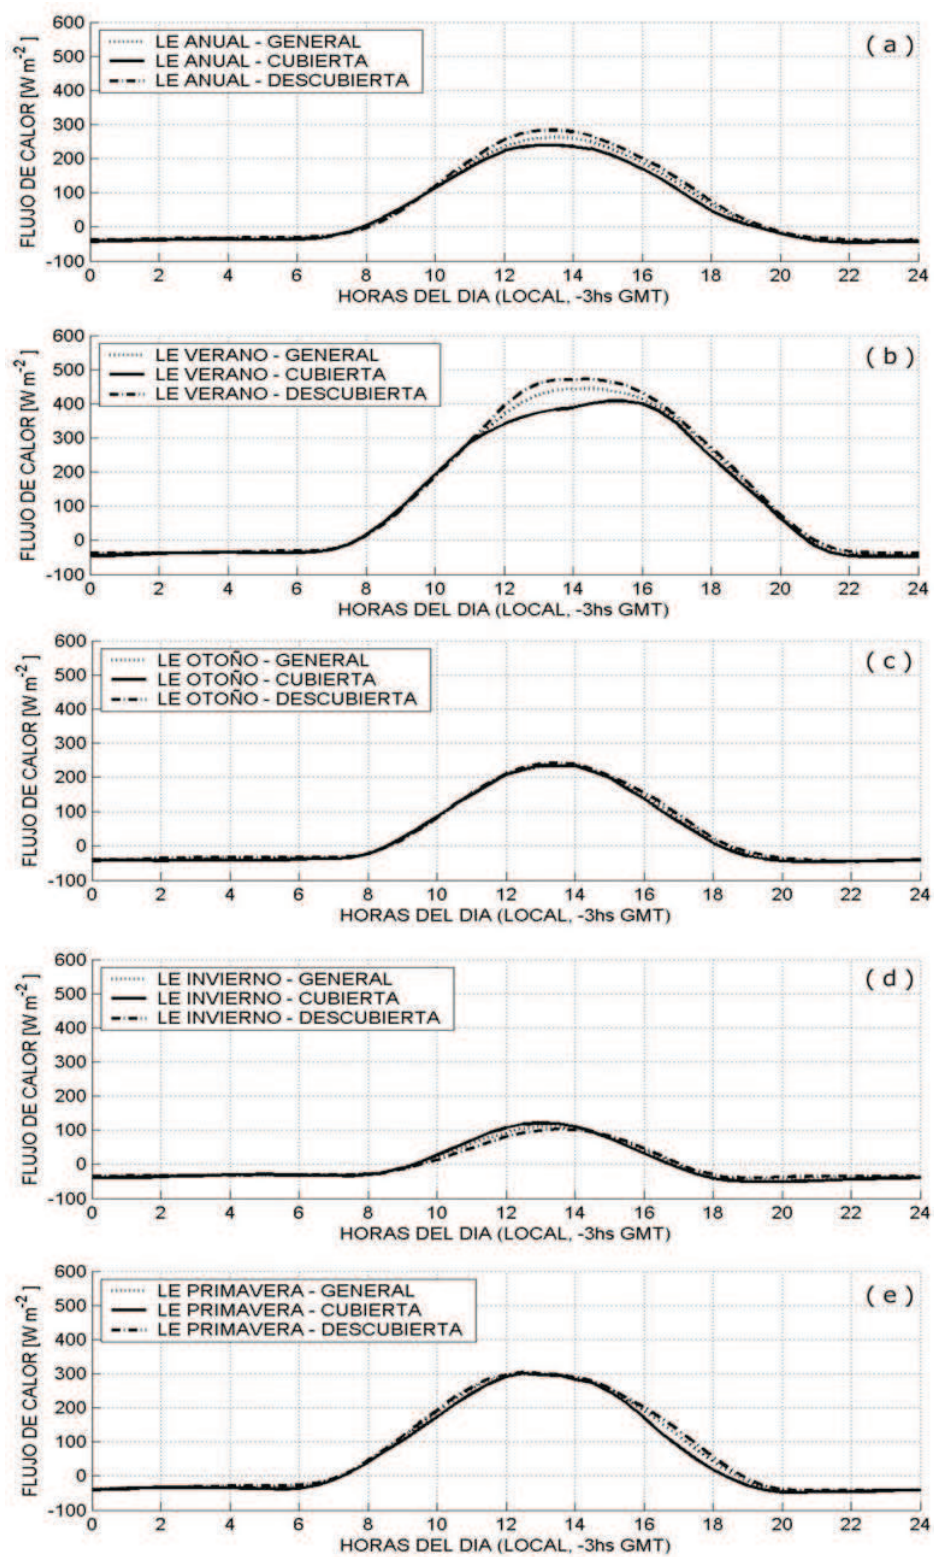 600
500
400
300
200
100
0
-100
FLUJO DE CALOR [W m-2 ]
LE ANUAL - GENERAL
LE ANUAL - CUBIERTA
LE ANUAL - DESCUBIERTA
( a )
0 2 4 6 8 10 12 14 16 18 20 22 24
HORAS DEL DIA (LOCAL, -3hs GMT)
600
500
400
300
200
100
0
-100
FLUJO DE CALOR [W m-2 ]
LE VERANO - GENERAL
LE VERANO - CUBIERTA
LE VERANO - DESCUBIERTA
( b )
0 2 4 6 8 10 12 14 16 18 20 22 24
HORAS DEL DIA (LOCAL, -3hs GMT)
600
500
400
300
200
100
0
-100
FLUJO DE CALOR [W m-2 ]
LE OTOÑO - GENERAL
LE OTOÑO - CUBIERTA
LE OTOÑO - DESCUBIERTA
( c )
0 2 4 6 8 10 12 14 16 18 20 22 24
HORAS DEL DIA (LOCAL, -3hs GMT)
600
500
400
300
200
100
0
-100
FLUJO DE CALOR [W m-2 ]
LE INVIERNO - GENERAL
LE INVIERNO - CUBIERTA
LE INVIERNO - DESCUBIERTA
( d )
0 2 4 6 8 10 12 14 16 18 20 22 24
HORAS DEL DIA (LOCAL, -3hs GMT)
600
500
400
300
200
100
0
-100
FLUJO DE CALOR [W m-2 ]
LE PRIMAVERA - GENERAL
LE PRIMAVERA - CUBIERTA
LE PRIMAVERA - DESCUBIERTA
( e )
0 2 4 6 8 10 12 14 16 18 20 22 24
HORAS DEL DIA (LOCAL, -3hs GMT)